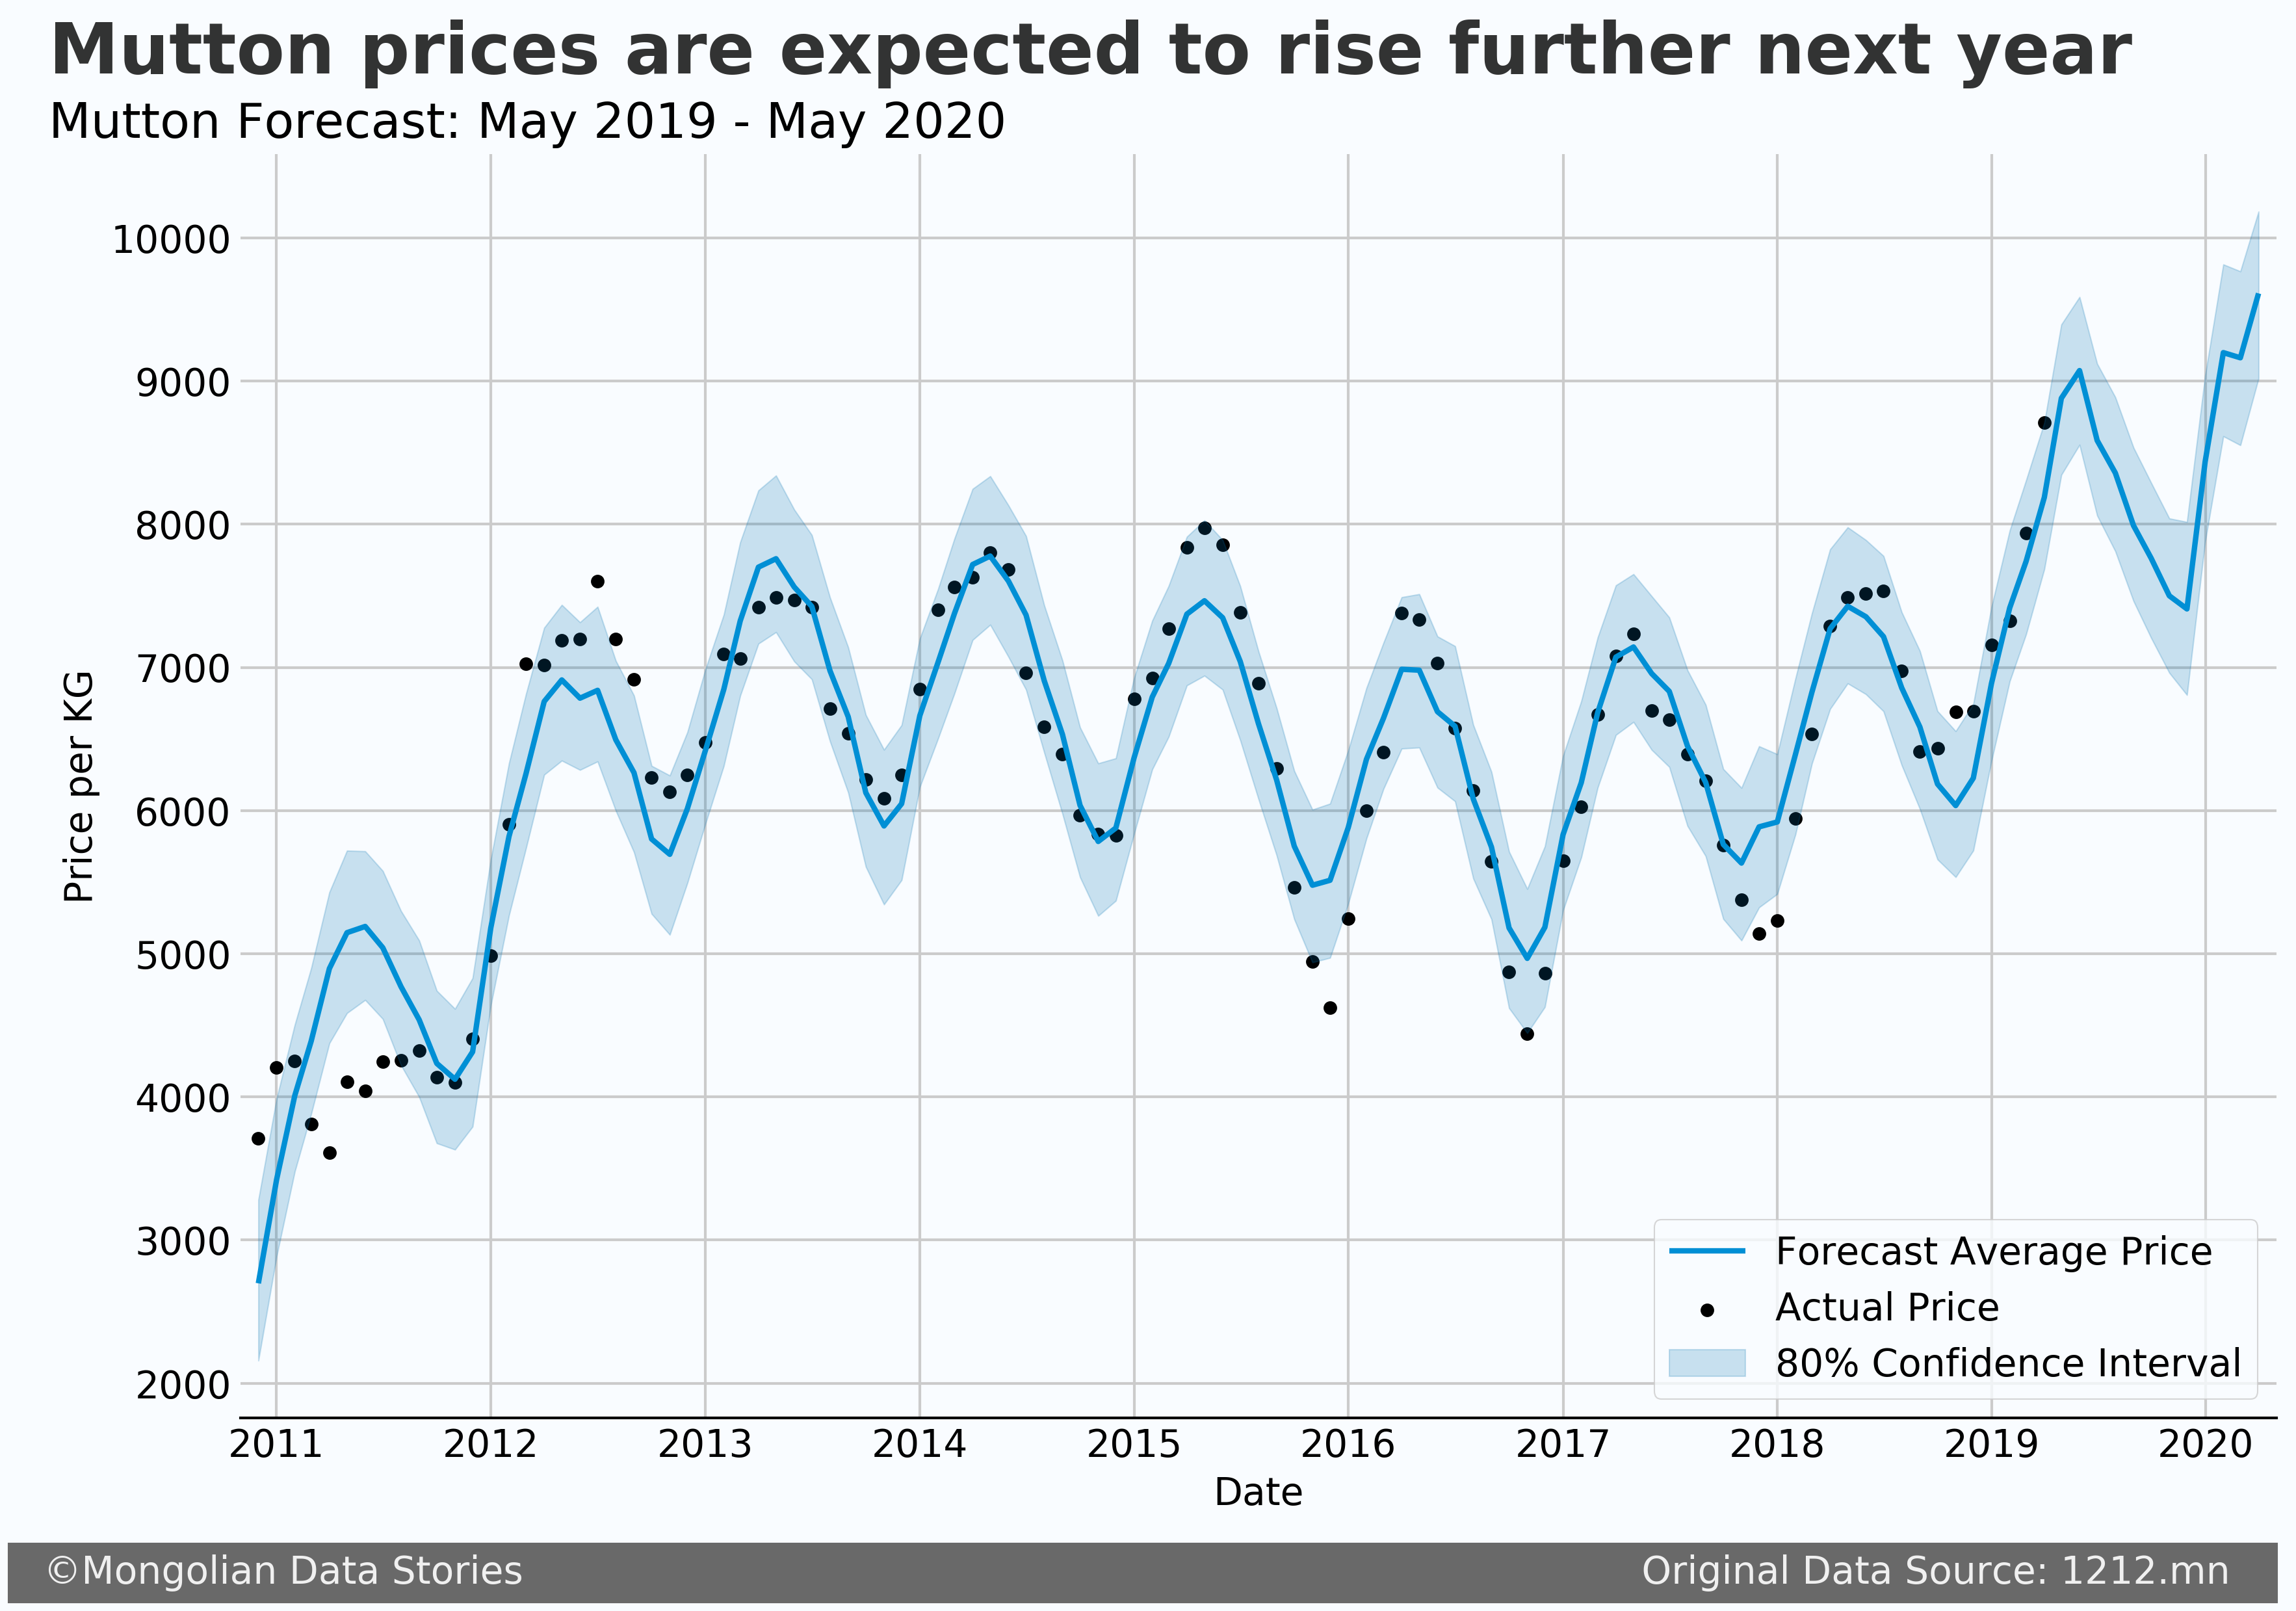 Mutton prices are expected to rise further next year
Mutton Forecast: May 2019 - May 2020
10000
9000
8000
7000
6000
5000
4000
3000
2000
Price per KG
Forecast Average Price
Actual Price
80% Confidence Interval
2011 2012 2013 2014 2015 2016 2017 2018 2019 2020
Date
©Mongolian Data Stories Original Data Source: 1212.mn